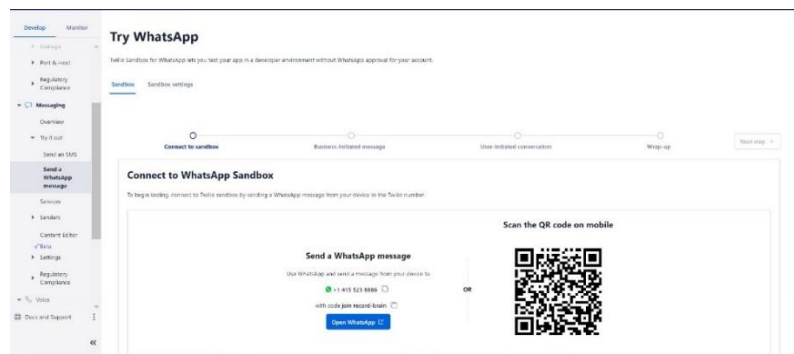 Develop Monitor
Port & Host
Regulatory
Compliance
Messaging
Overview
Try it out
Send an SMS
Send a
WhatsApp
message
Services
Senders
Content Editor
Beta
Settings
Regulatory
Compliance
Voice
Docs and Support
Try WhatsApp
Twilio Sandbox for WhatsApp lets you test your app in a developer environment without WhatsApp approval for your account.
Sandbox Sandbox settings
Connect to sandbox Business-Initiated message User-Initiated conversation Wrap-up
Next step
Connect to WhatsApp Sandbox
To begin testing, connect to Twilio sandbox by sending a WhatsApp message from your device to the Twilio number.
Send a WhatsApp message
Use WhatsApp and send a message from your device to
+1 415 523 8886
with code join record-brain
Open WhatsApp
OR
Scan the QR code on mobile